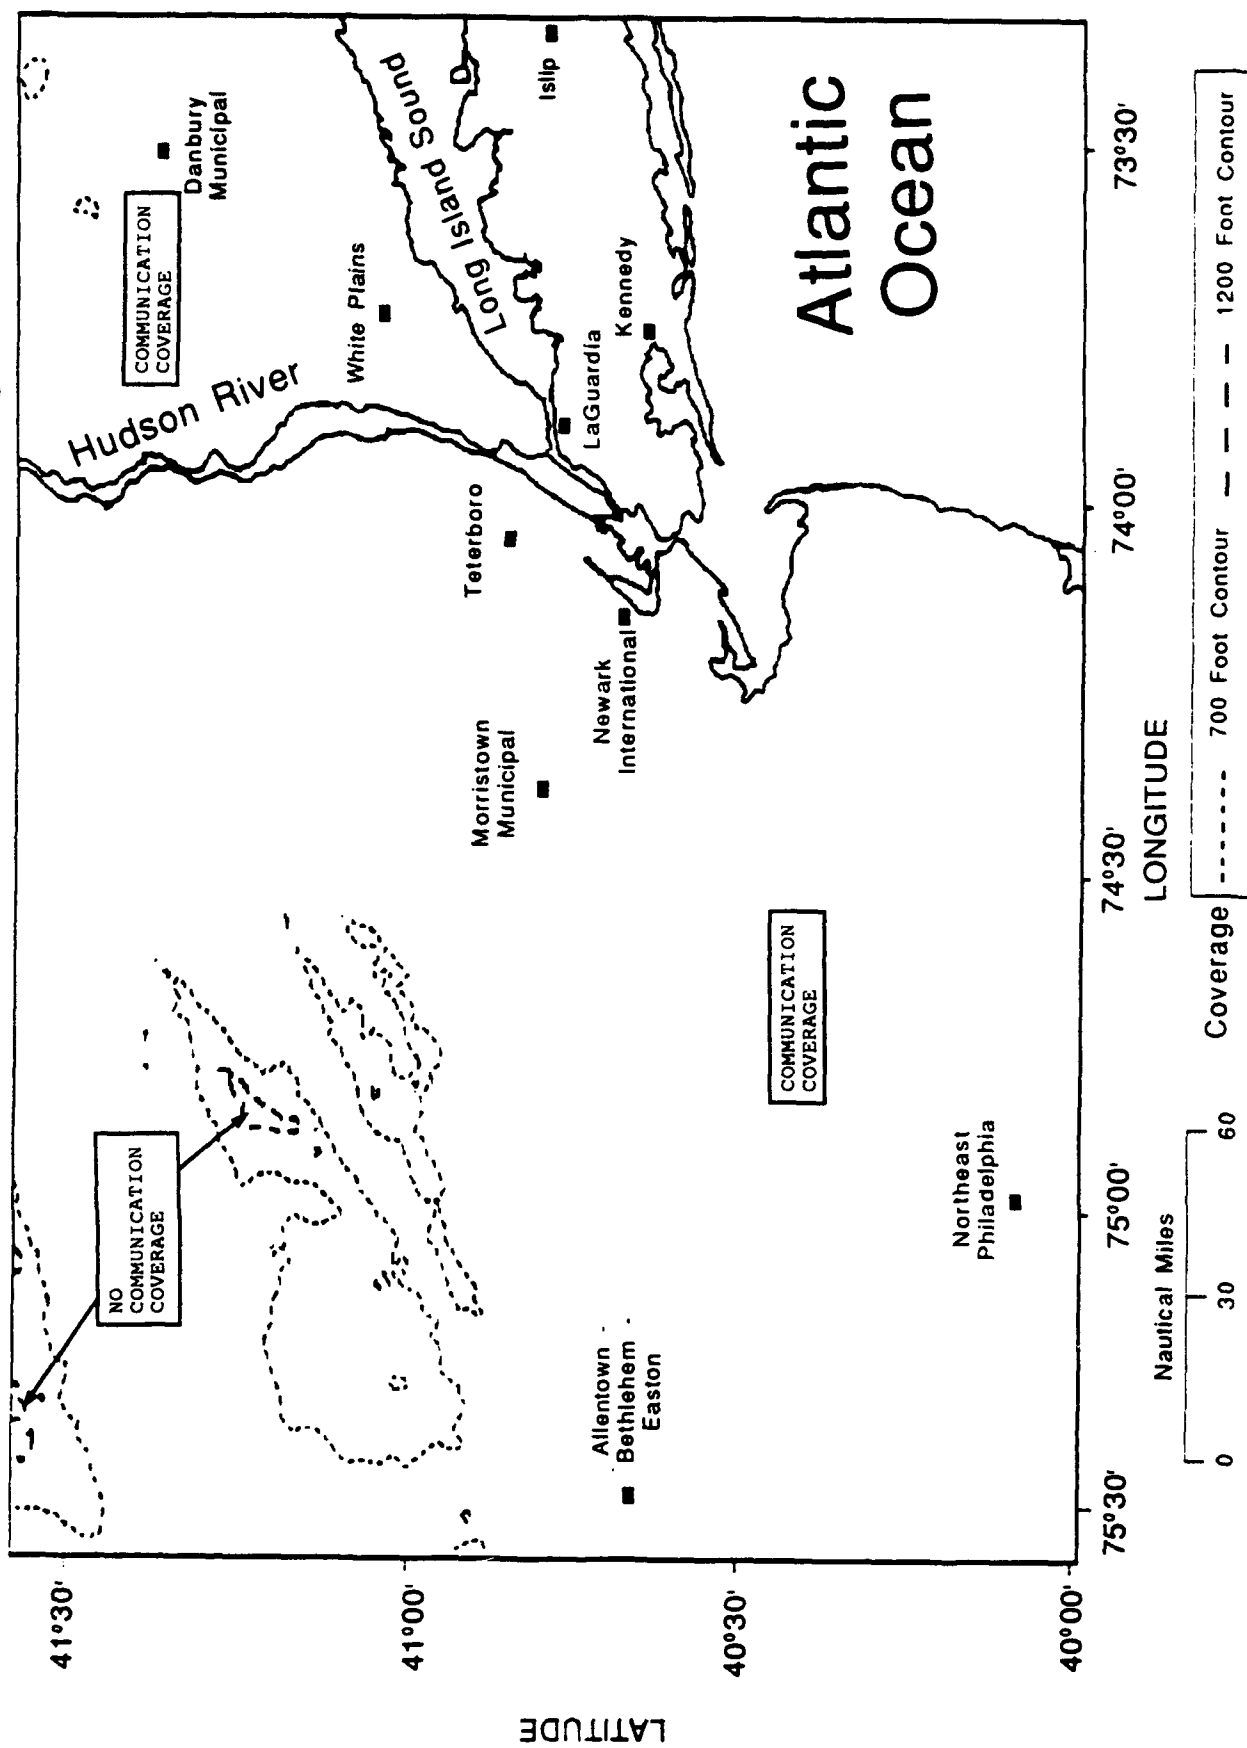 Hudson River
COMMUNICATION
COVERAGE
Danbury
Municipal
White Plains
Long Island Sound
Islip
LaGuardia
Kennedy
Teterboro
Newark
International
Morristown
Municipal
Atlantic
Ocean
NO
COMMUNICATION
COVERAGE
COMMUNICATION
COVERAGE
Allentown
Bethlehem
Easton
Northeast
Philadelphia
LATITUDE
41°30'
41°00'
40°30'
40°00'
75°30'
75°00'
74°30'
74°00'
73°30'
LONGITUDE
Nautical Miles
0 30 60
Coverage
700 Foot Contour
1200 Foot Contour